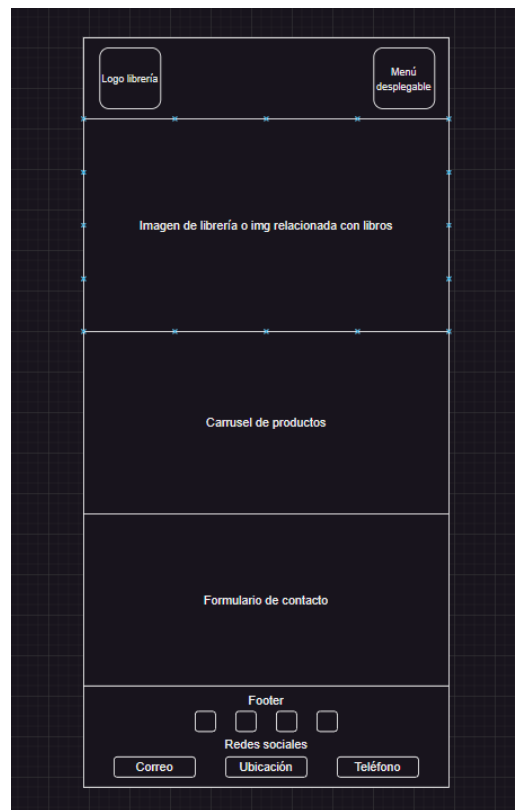 Logo librería
Menú
desplegable
Imagen de librería o img relacionada con libros
Carrusel de productos
Formulario de contacto
Footer
Redes sociales
Correo
Ubicación
Teléfono